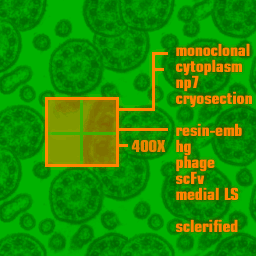 monoclonal
cytoplasm
np7
cryosection
resin-emb
400X
hg
phage
scFv
medial LS
sclerified